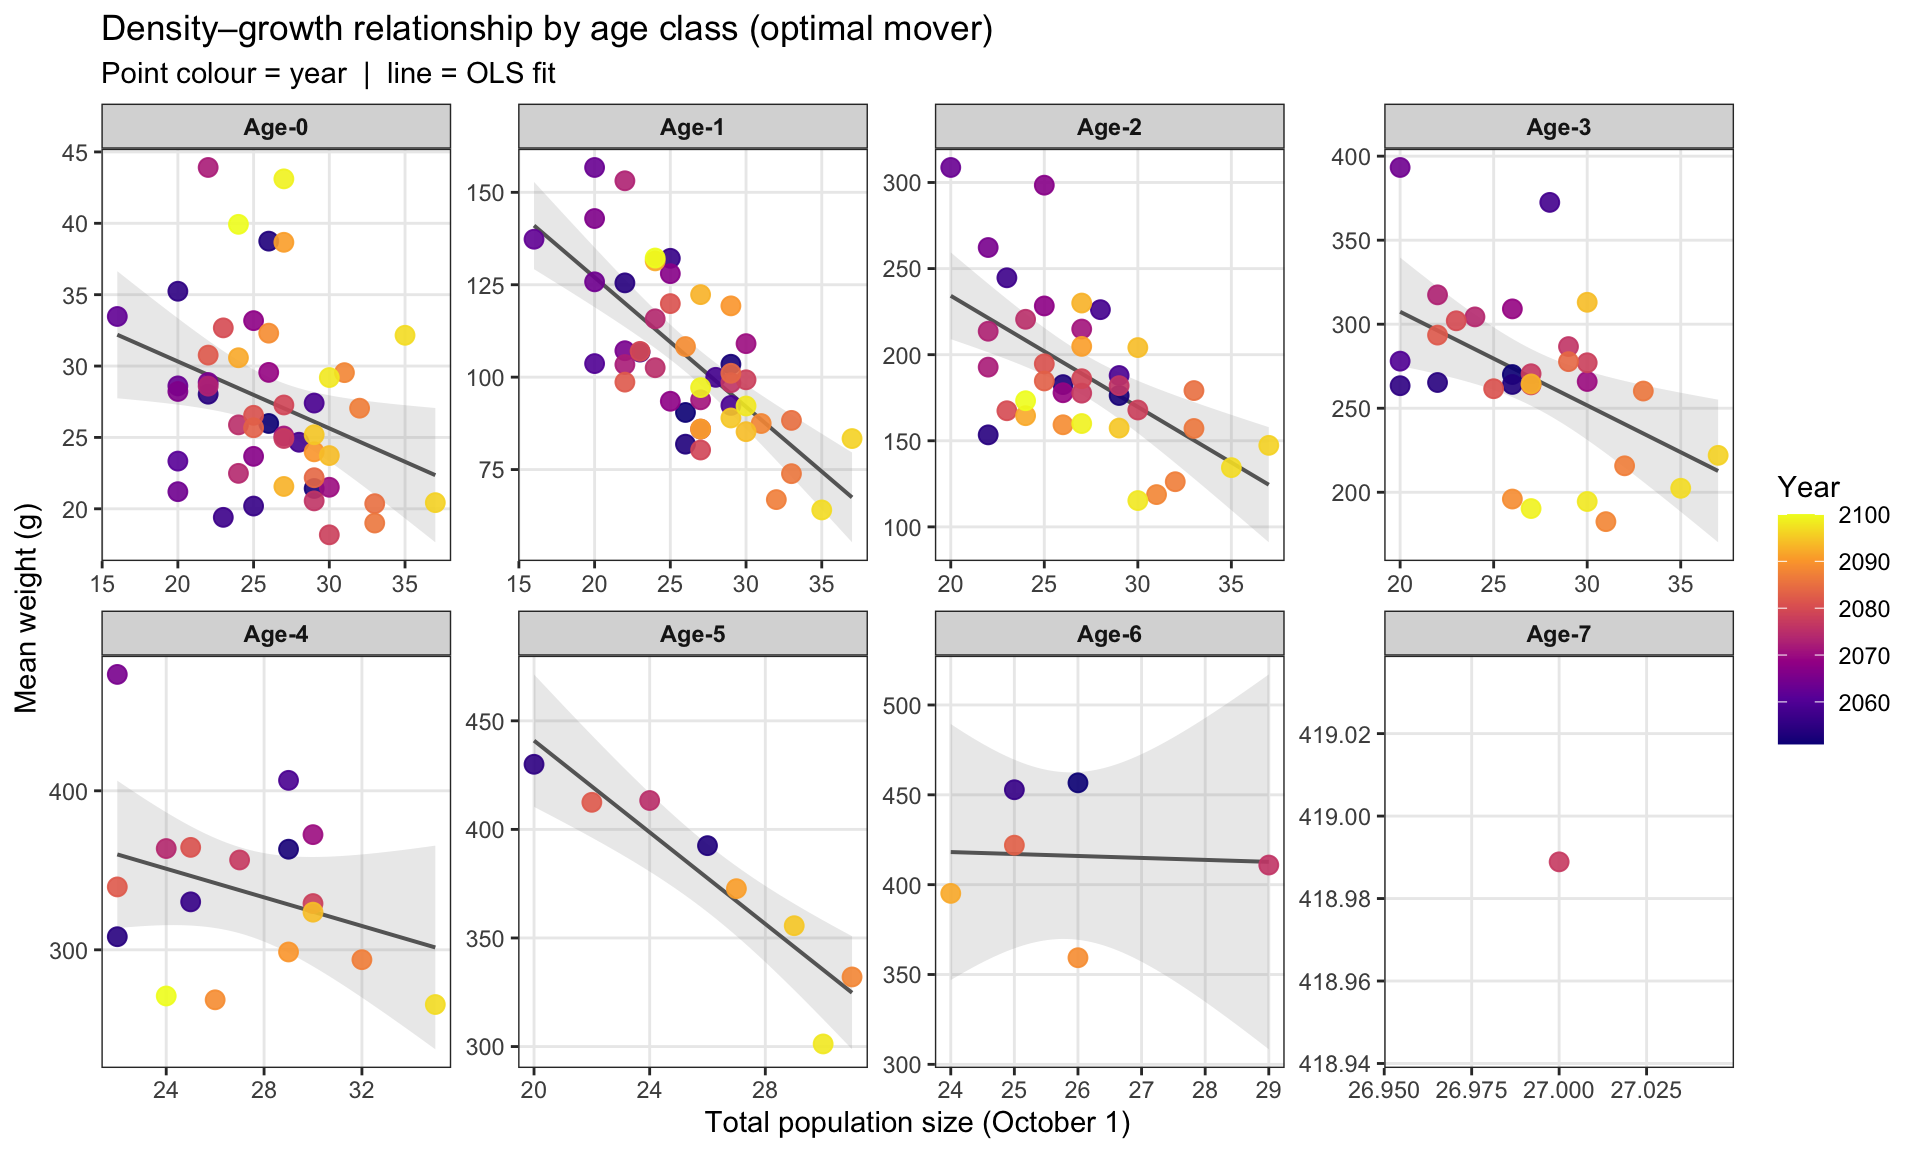 Density–growth relationship by age class (optimal mover)
Point colour = year | line = OLS fit
Age-0 Age-1 Age-2 Age-3
45
40
35
30
25
20
15 20 25 30 35
150
125
100
75
15 20 25 30 35
300
250
200
150
100
20 25 30 35
400
350
300
250
200
20 25 30 35
Mean weight (g)
Age-4 Age-5 Age-6 Age-7
400
300
24 28 32
450
400
350
300
20 24 28
500
450
400
350
300
24 25 26 27 28 29
419.02
419.00
418.98
418.96
418.94
26.950 26.975 27.000 27.025
Total population size (October 1)
Year
2100
2090
2080
2070
2060